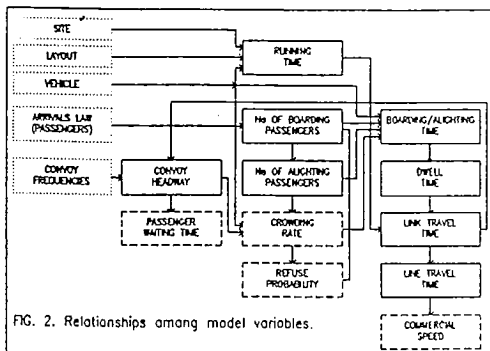 SITE
LAYOUT
VEHICLE
ARRIVALS LAW
(PASSENGERS)
CONVOY
FREQUENCIES
RUNNING
TIME
No OF BOARDING
PASSENGERS
BOARDING/ALIGHTING
TIME
CONVOY
HEADWAY
No OF ALIGHTING
PASSENGERS
DWELL
TIME
PASSENGER
WAITING TIME
CROWDING
RATE
LINK TRAVEL
TIME
REFUSE
PROBABILITY
LINE TRAVEL
TIME
COMMERCIAL
SPEED
FIG. 2. Relationships among model variables.